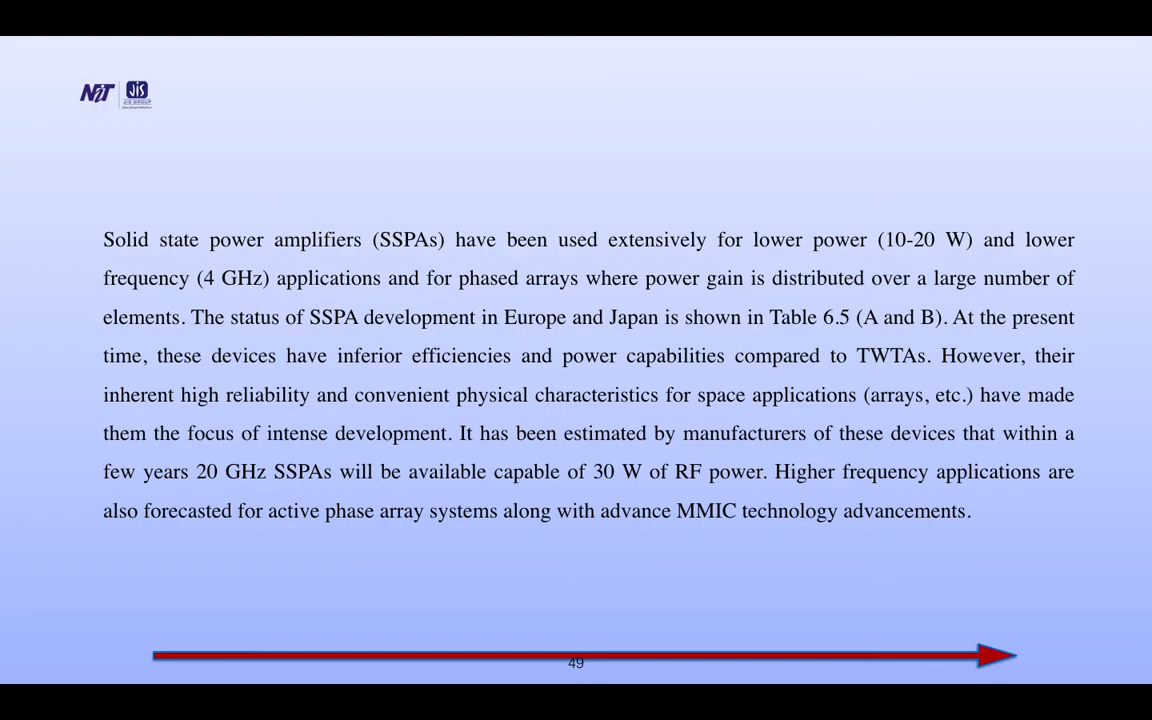 NiT JIS
JIS GROUP
Solid state power amplifiers (SSPAs) have been used extensively for lower power (10-20 W) and lower
frequency (4 GHz) applications and for phased arrays where power gain is distributed over a large number of
elements. The status of SSPA development in Europe and Japan is shown in Table 6.5 (A and B). At the present
time, these devices have inferior efficiencies and power capabilities compared to TWTAs. However, their
inherent high reliability and convenient physical characteristics for space applications (arrays, etc.) have made
them the focus of intense development. It has been estimated by manufacturers of these devices that within a
few years 20 GHz SSPAs will be available capable of 30 W of RF power. Higher frequency applications are
also forecasted for active phase array systems along with advance MMIC technology advancements.
49